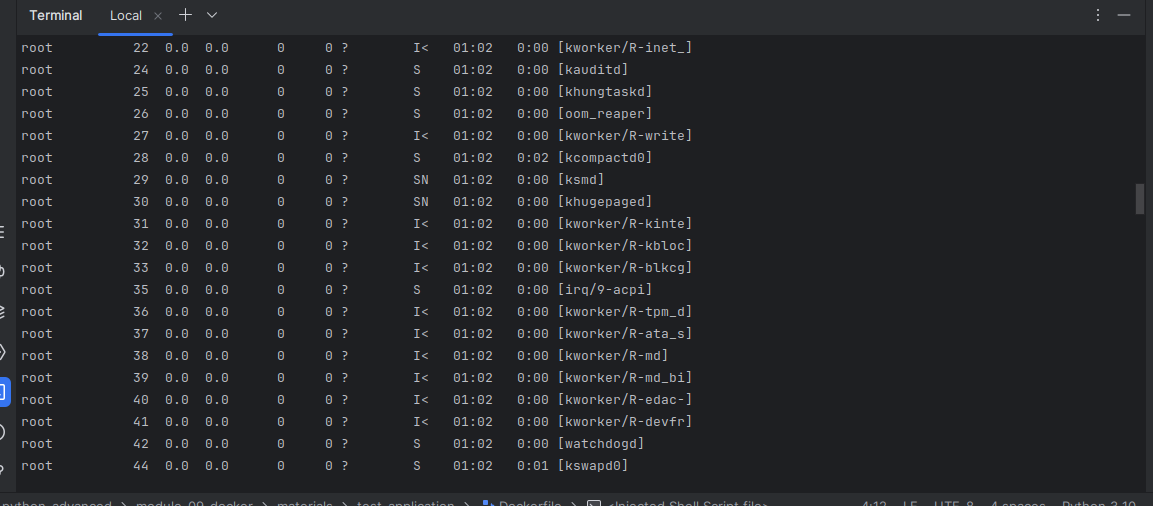 Terminal Local
root 22 0.0 0.0 0 0 ? I< 01:02 0:00 [kworker/R-inet_]
root 24 0.0 0.0 0 0 ? S 01:02 0:00 [kauditd]
root 25 0.0 0.0 0 0 ? S 01:02 0:00 [khungtaskd]
root 26 0.0 0.0 0 0 ? S 01:02 0:00 [oom_reaper]
root 27 0.0 0.0 0 0 ? I< 01:02 0:00 [kworker/R-write]
root 28 0.0 0.0 0 0 ? S 01:02 0:02 [kcompactd0]
root 29 0.0 0.0 0 0 ? SN 01:02 0:00 [ksmd]
root 30 0.0 0.0 0 0 ? SN 01:02 0:00 [khugepaged]
root 31 0.0 0.0 0 0 ? I< 01:02 0:00 [kworker/R-kinte]
root 32 0.0 0.0 0 0 ? I< 01:02 0:00 [kworker/R-kbloc]
root 33 0.0 0.0 0 0 ? I< 01:02 0:00 [kworker/R-blkcg]
root 35 0.0 0.0 0 0 ? S 01:02 0:00 [irq/9-acpi]
root 36 0.0 0.0 0 0 ? I< 01:02 0:00 [kworker/R-tpm_d]
root 37 0.0 0.0 0 0 ? I< 01:02 0:00 [kworker/R-ata_s]
root 38 0.0 0.0 0 0 ? I< 01:02 0:00 [kworker/R-md]
root 39 0.0 0.0 0 0 ? I< 01:02 0:00 [kworker/R-md_bi]
root 40 0.0 0.0 0 0 ? I< 01:02 0:00 [kworker/R-edac-]
root 41 0.0 0.0 0 0 ? I< 01:02 0:00 [kworker/R-devfr]
root 42 0.0 0.0 0 0 ? S 01:02 0:00 [watchdogd]
root 44 0.0 0.0 0 0 ? S 01:02 0:01 [kswapd0]
python_advanced > module_09_docker > materials > test_application > Dockerfile > <Injected Shell Script file> 4:12 LF UTF-8 4 spaces Python 3.10